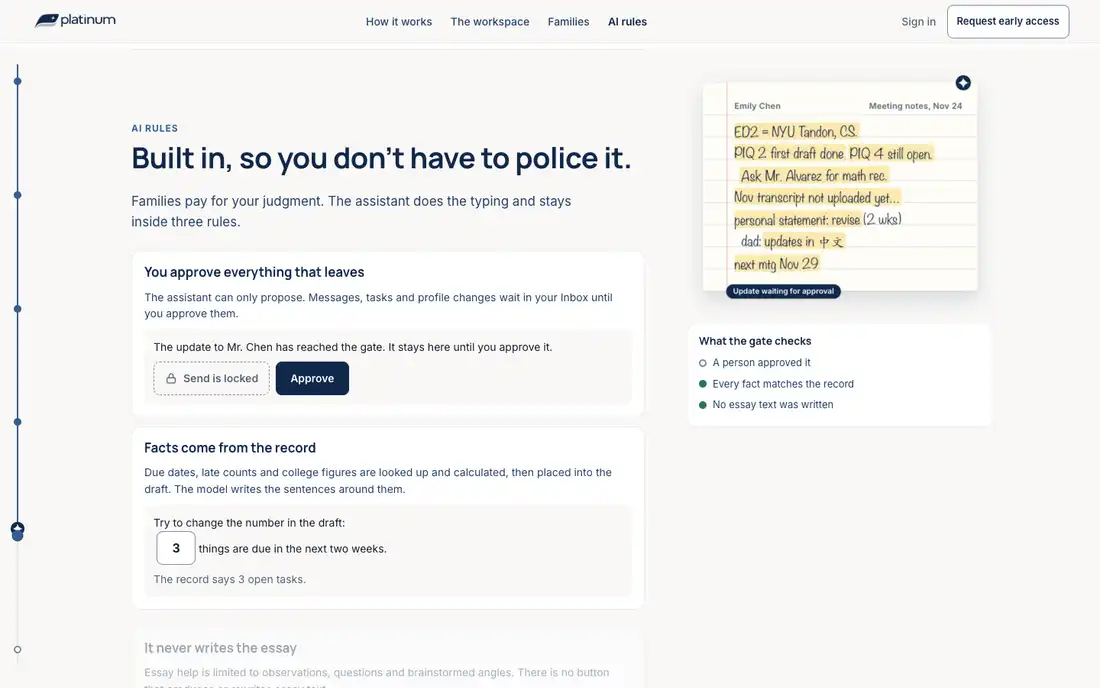 platinum
How it works
The workspace
Families
AI rules
Sign in
Request early access
AI RULES
Built in, so you don't have to police it.
Families pay for your judgment. The assistant does the typing and stays
inside three rules.
You approve everything that leaves
The assistant can only propose. Messages, tasks and profile changes wait in your Inbox until
you approve them.
The update to Mr. Chen has reached the gate. It stays here until you approve it.
Send is locked
Approve
Facts come from the record
Due dates, late counts and college figures are looked up and calculated, then placed into the
draft. The model writes the sentences around them.
Try to change the number in the draft:
3 things are due in the next two weeks.
The record says 3 open tasks.
It never writes the essay
Essay help is limited to observations, questions and brainstormed angles. There is no button
Emily Chen
Meeting notes, Nov 24
ED2 = NYU Tandon, CS.
PIQ 2 first draft done. PIQ 4 still open.
Ask Mr. Alvarez for math rec.
Nov transcript not uploaded yet...
personal statement: revise (2 wks)
dad: updates in 中文
next mtg Nov 29
Update waiting for approval
What the gate checks
A person approved it
Every fact matches the record
No essay text was written